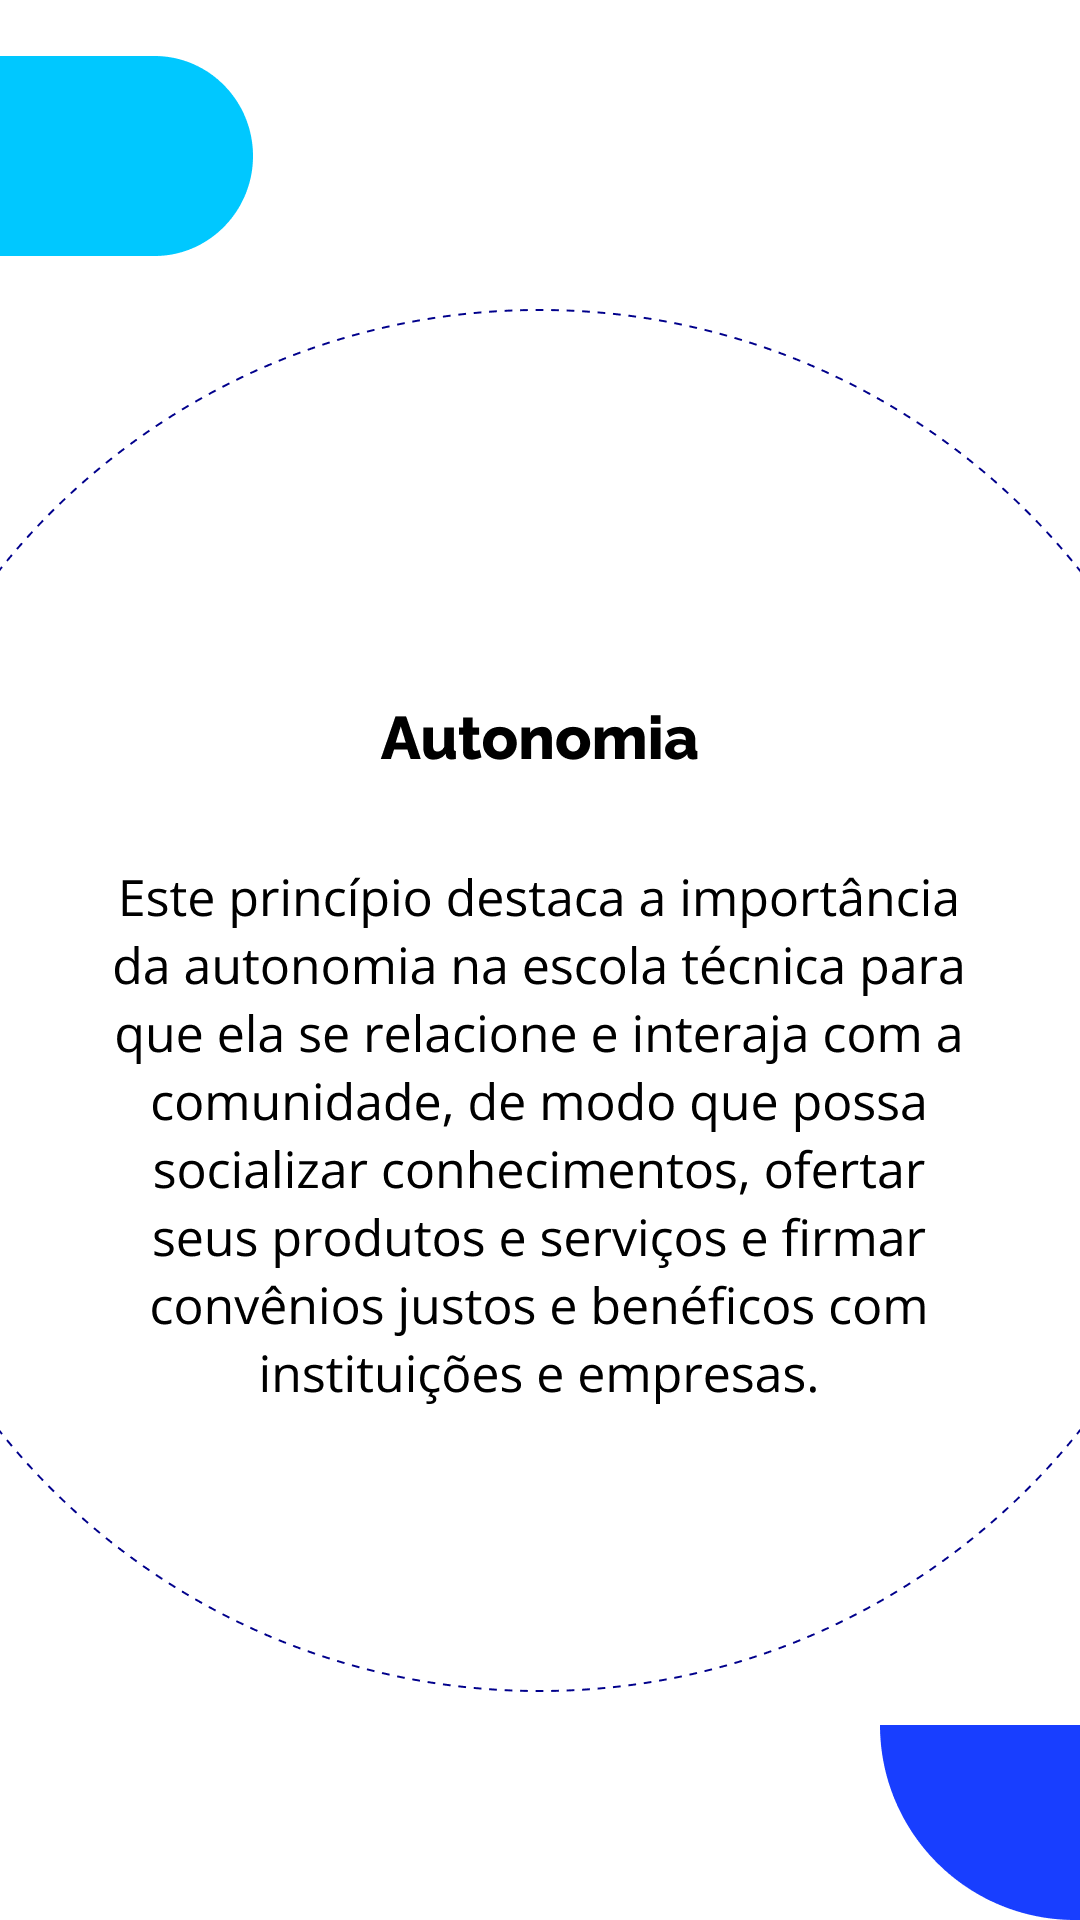 Autonomia
Este princípio destaca a importância
da autonomia na escola técnica para
que ela se relacione e interaja com a
comunidade, de modo que possa
socializar conhecimentos, ofertar
seus produtos e serviços e firmar
convênios justos e benéficos com
instituições e empresas.